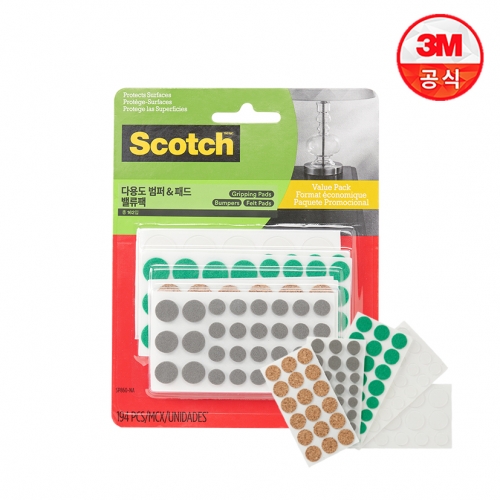 3M
공식
Protects Surfaces
Protège-Surfaces
Protege las Superficies
Scotch
다용도 범퍼 & 패드
밸류팩
Gripping Pads
Bumpers
Felt Pads
Value Pack
Format économique
Paquete Promocional
194 PCS/MCX/UNIDADES